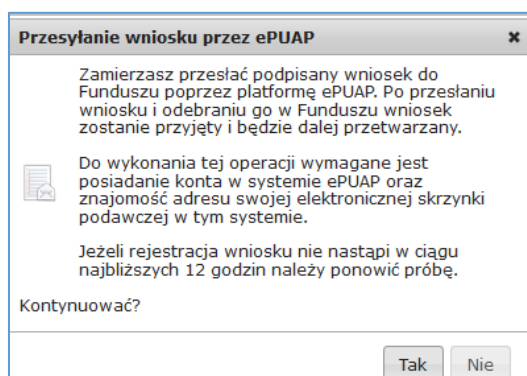 Przesyłanie wniosku przez ePUAP
Zamierzasz przesłać podpisany wniosek do
Funduszu poprzez platformę ePUAP. Po przesłaniu
wniosku i odebraniu go w Funduszu wniosek
zostanie przyjęty i będzie dalej przetwarzany.
Do wykonania tej operacji wymagane jest
posiadanie konta w systemie ePUAP oraz
znajomość adresu swojej elektronicznej skrzynki
podawczej w tym systemie.
Jeżeli rejestracja wniosku nie nastąpi w ciągu
najbliższych 12 godzin należy ponowić próbę.
Kontynuować?
Tak Nie